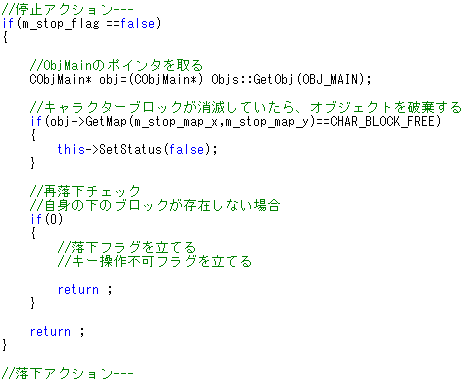 //停止アクション---
if(m_stop_flag ==false)
{
//ObjMainのポインタを取る
CObjMain* obj=(CObjMain*) Objs::GetObj(OBJ_MAIN);
//キャラクターブロックが消滅していたら、オブジェクトを破棄する
if(obj->GetMap(m_stop_map_x,m_stop_map_y)==CHAR_BLOCK_FREE)
{
this->SetStatus(false);
}
//再落下チェック
//自身の下のブロックが存在しない場合
if(0)
{
//落下フラグを立てる
//キー操作不可フラグを立てる
return ;
}
return ;
}
//落下アクション---